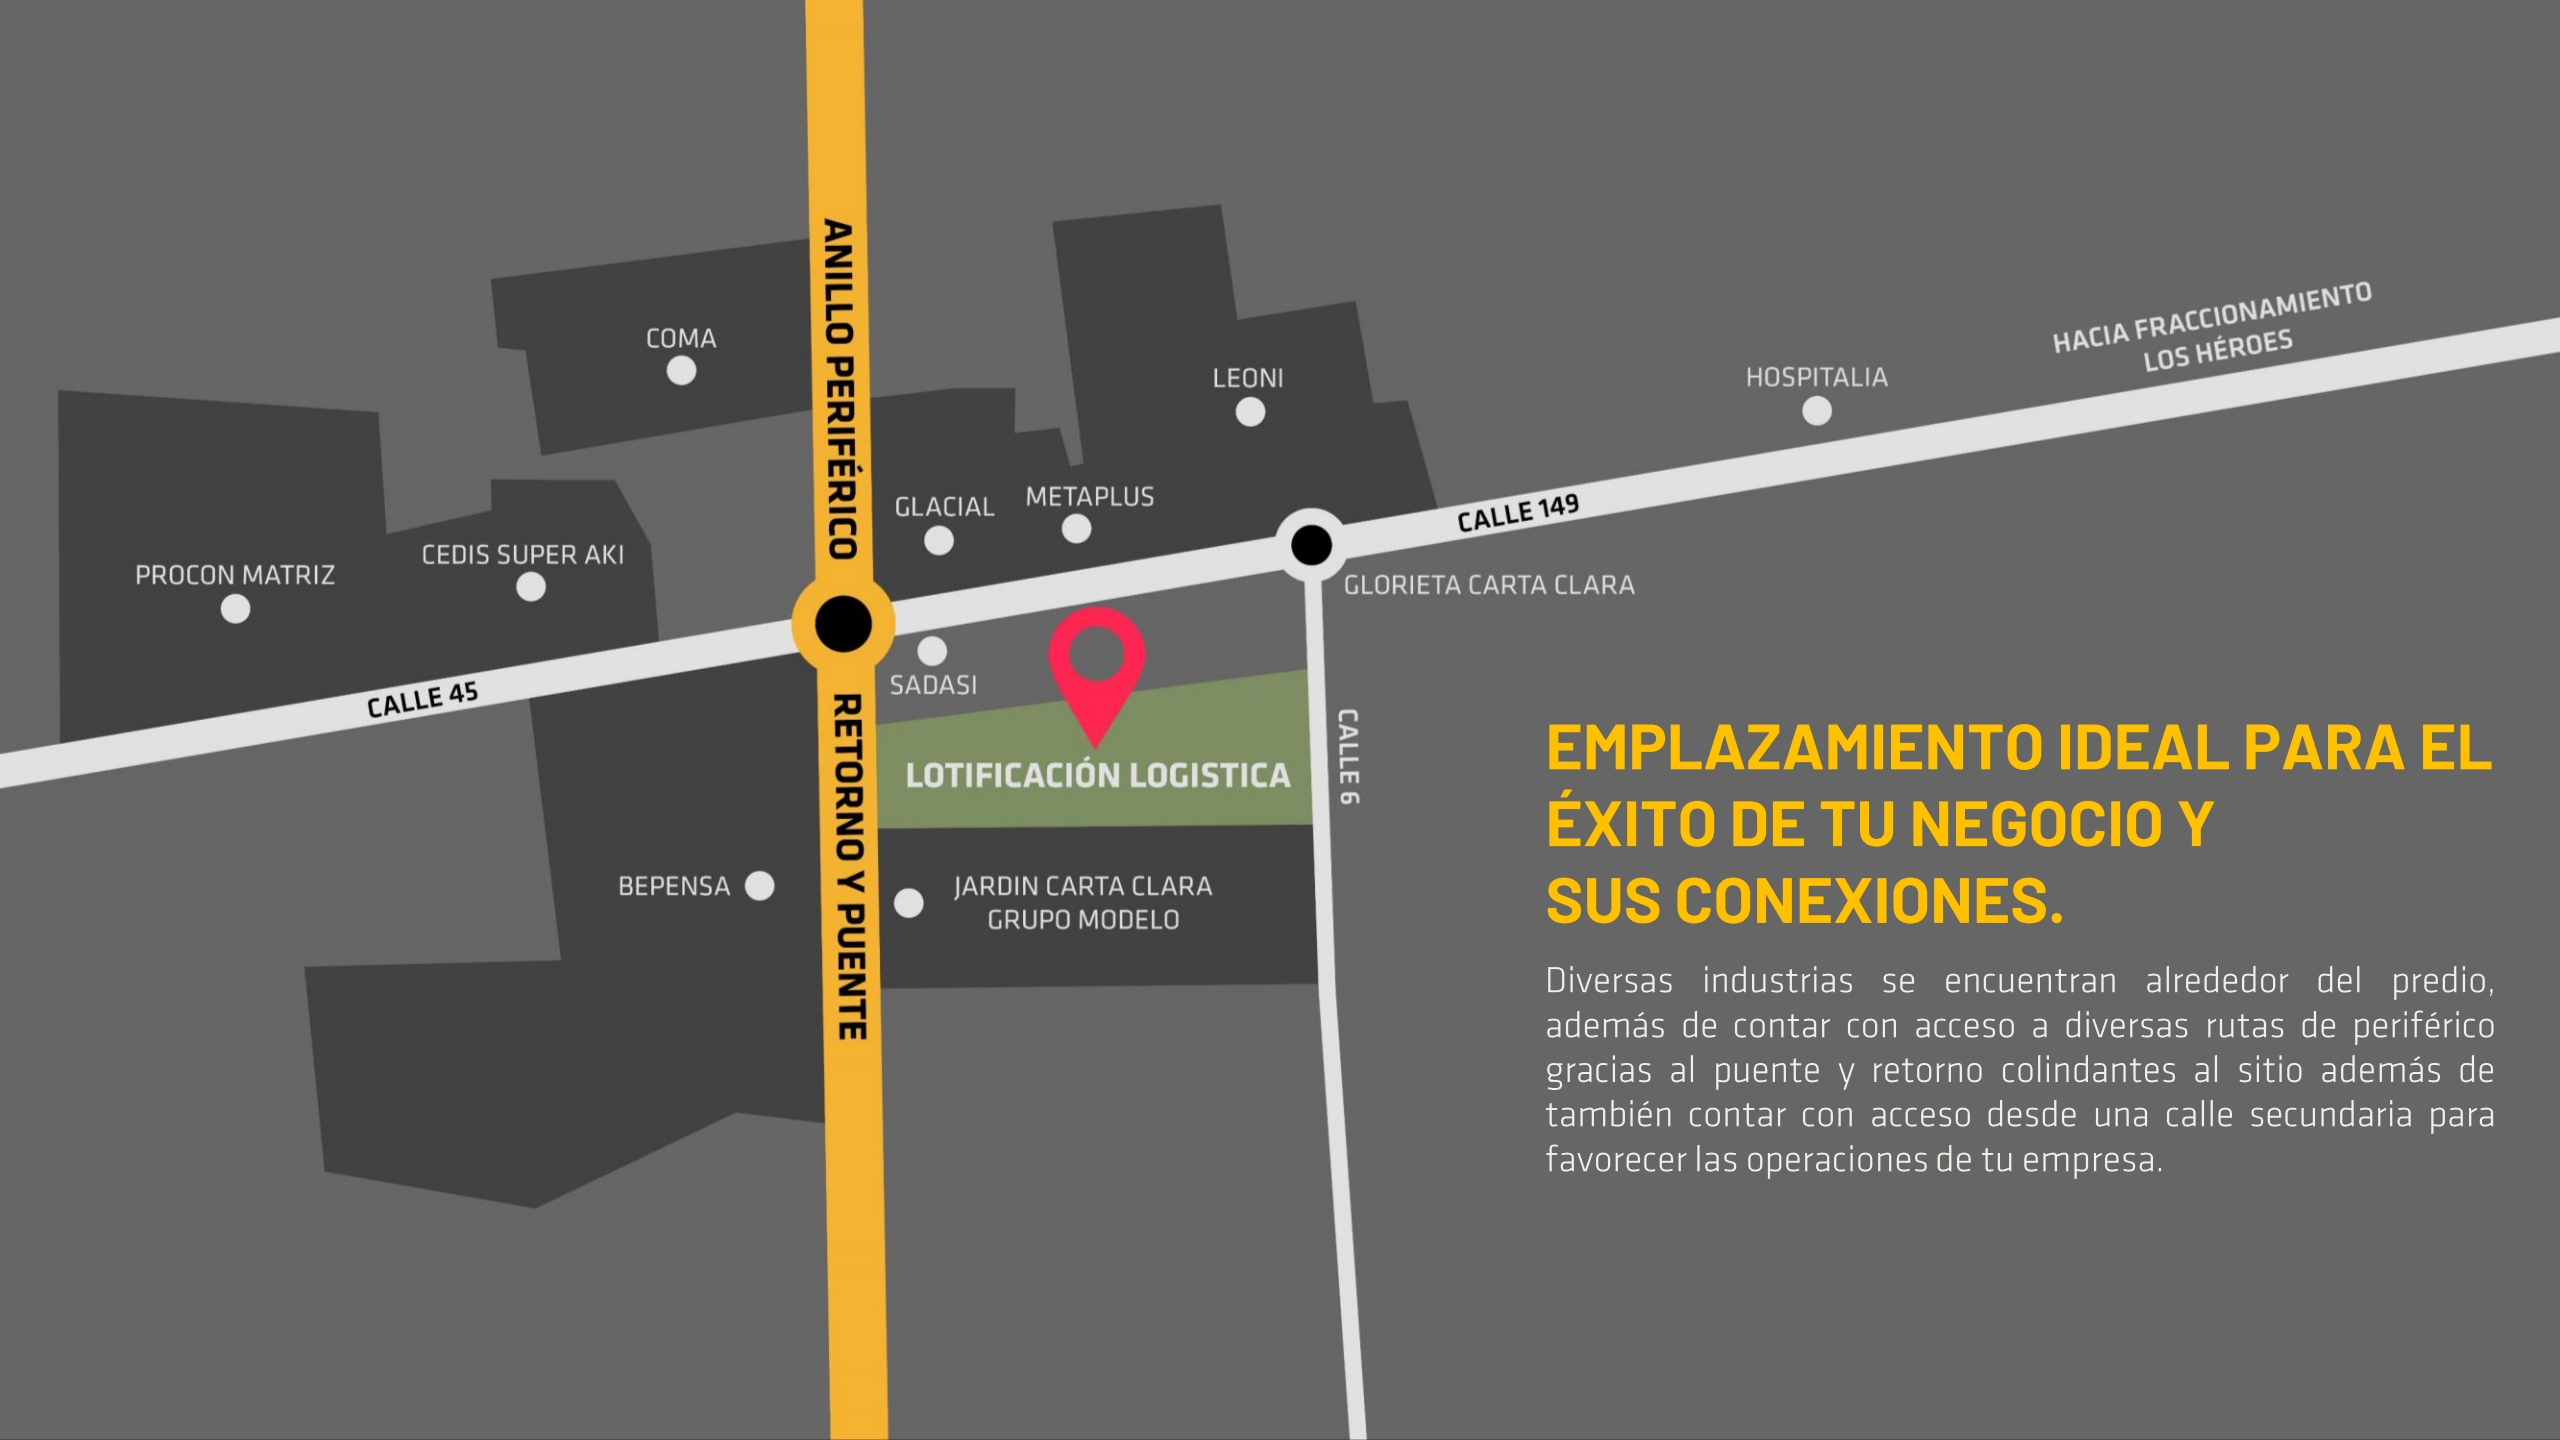 ANILLO PERIFÉRICO
HACIA FRACCIONAMIENTO
LOS HÉROES
COMA
LEONI
HOSPITALIA
GLACIAL
METAPLUS
CALLE 149
PROCON MATRIZ
CEDIS SUPER AKI
GLORIETA CARTA CLARA
CALLE 45
SADASI
RETORNO Y PUENTE
LOTIFICACIÓN LOGISTICA
CALLE 6
BEPENSA
JARDIN CARTA CLARA
GRUPO MODELO
EMPLAZAMIENTO IDEAL PARA EL
ÉXITO DE TU NEGOCIO Y
SUS CONEXIONES.
Diversas industrias se encuentran alrededor del predio,
además de contar con acceso a diversas rutas de periférico
gracias al puente y retorno colindantes al sitio además de
también contar con acceso desde una calle secundaria para
favorecer las operaciones de tu empresa.